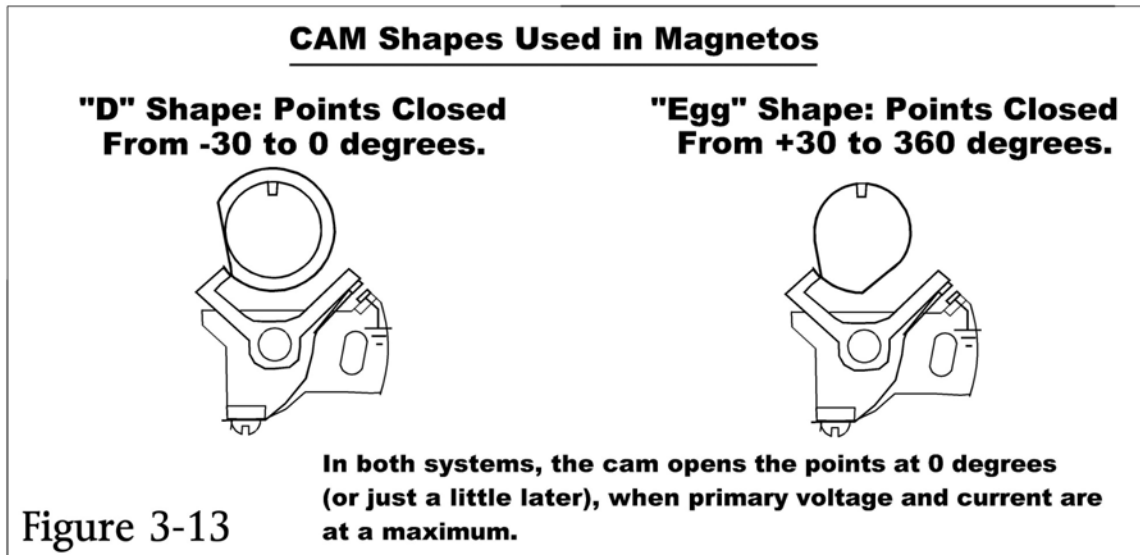 CAM Shapes Used in Magnetos
"D" Shape: Points Closed
From -30 to 0 degrees.
"Egg" Shape: Points Closed
From +30 to 360 degrees.
In both systems, the cam opens the points at 0 degrees
(or just a little later), when primary voltage and current are
at a maximum.
Figure 3-13